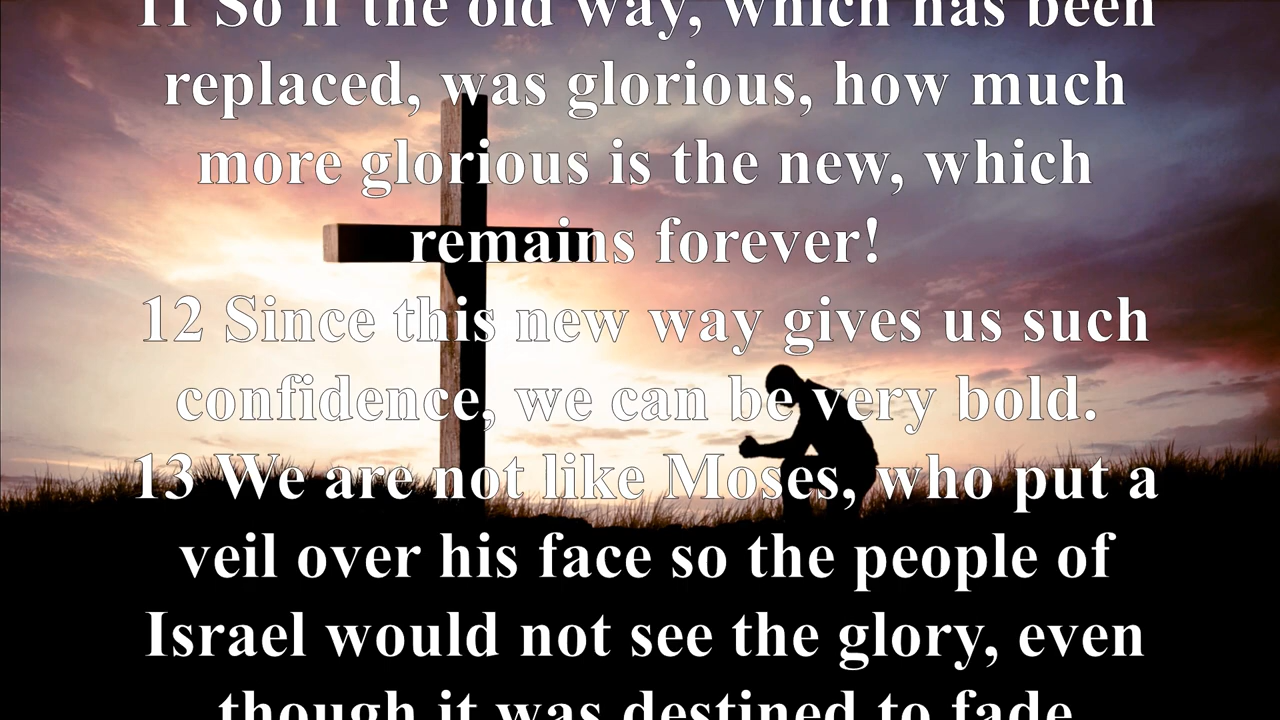 11 So if the old way, which has been
replaced, was glorious, how much
more glorious is the new, which
remains forever!
12 Since this new way gives us such
confidence, we can be very bold.
13 We are not like Moses, who put a
veil over his face so the people of
Israel would not see the glory, even
though it was destined to fade